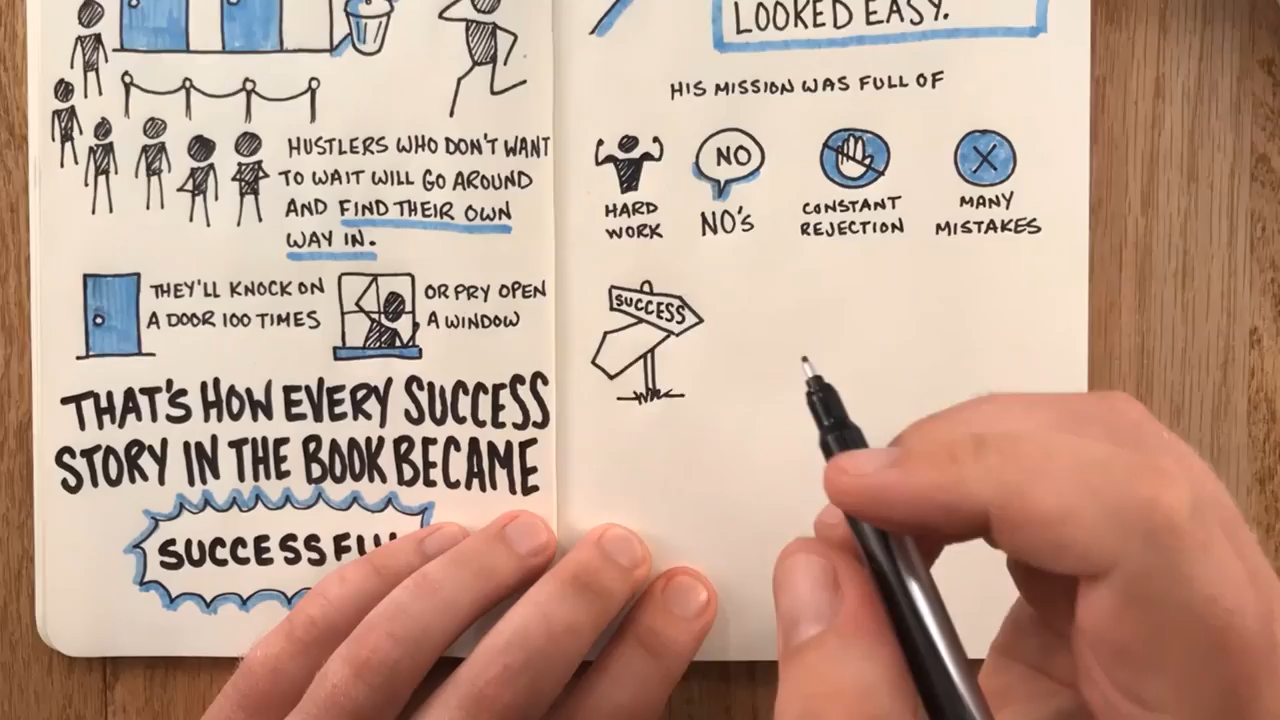 HUSTLERS WHO DON'T WANT
TO WAIT WILL GO AROUND
AND FIND THEIR OWN
WAY IN.
THEY'LL KNOCK ON
A DOOR 100 TIMES
OR PRY OPEN
A WINDOW
THAT'S HOW EVERY SUCCESS
STORY IN THE BOOK BECAME
LOOKED EASY.
HIS MISSION WAS FULL OF
NO
HARD
WORK
NO'S
CONSTANT
REJECTION
MANY
MISTAKES
SUCCESS